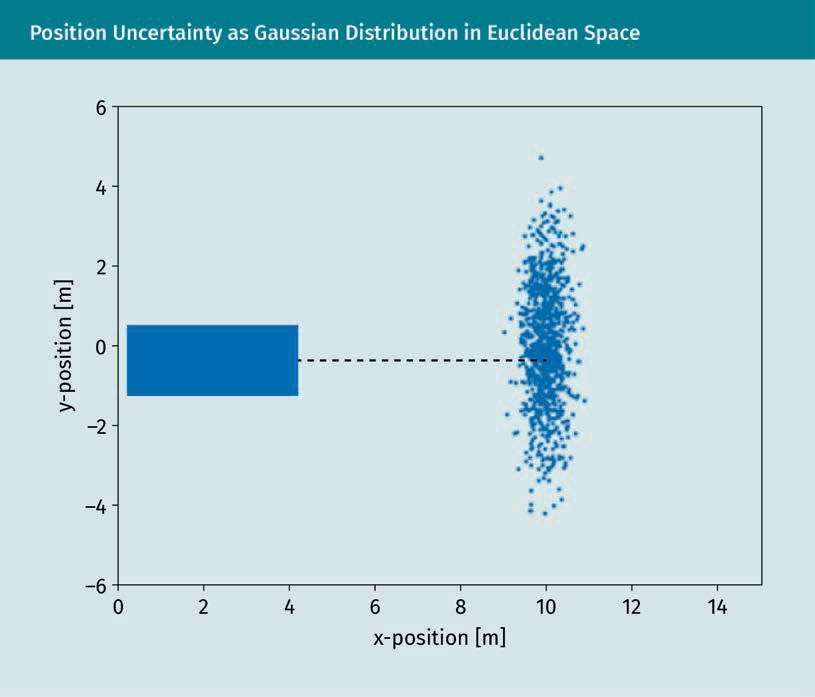 Position Uncertainty as Gaussian Distribution in Euclidean Space
6
4
2
0
−2
−4
−6
y-position [m]
0 2 4 6 8 10 12 14
x-position [m]